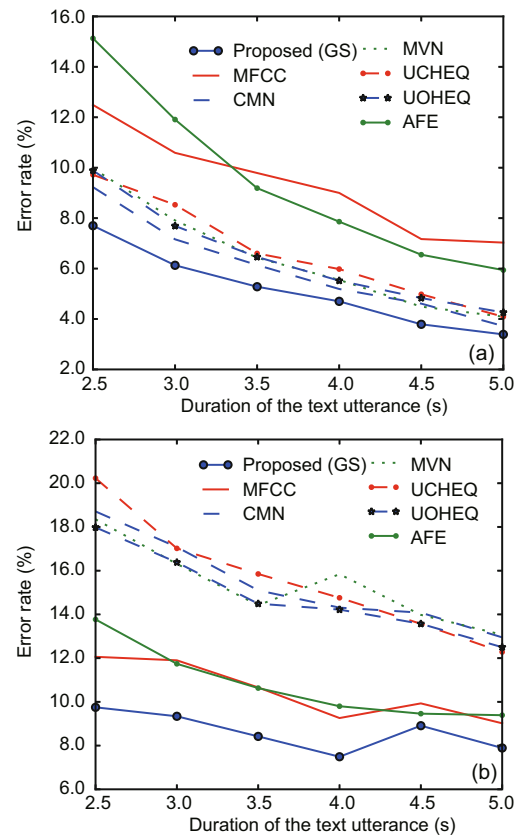 16.0
14.0
12.0
10.0
8.0
6.0
4.0
2.0
Error rate (%)
Proposed (GS)
MFCC
CMN
MVN
UCHEQ
UOHEQ
AFE
(a)
2.5 3.0 3.5 4.0 4.5 5.0
Duration of the text utterance (s)
22.0
20.0
18.0
16.0
14.0
12.0
10.0
8.0
6.0
Error rate (%)
Proposed (GS)
MFCC
CMN
MVN
UCHEQ
UOHEQ
AFE
(b)
2.5 3.0 3.5 4.0 4.5 5.0
Duration of the text utterance (s)